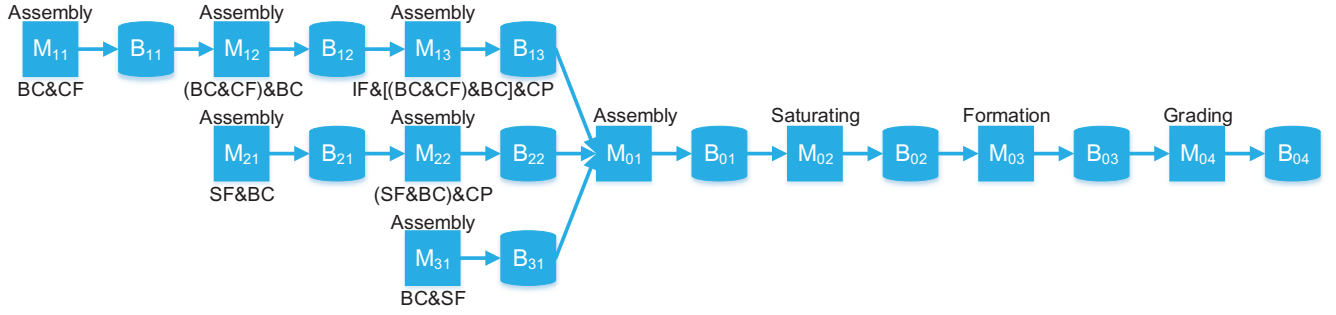 Assembly Assembly Assembly
M₁₁ B₁₁ M₁₂ B₁₂ M₁₃ B₁₃
BC&CF (BC&CF)&BC IF&[(BC&CF)&BC]&CP
Assembly Assembly Assembly Saturating Formation Grading
M₂₁ B₂₁ M₂₂ B₂₂ M₀₁ B₀₁ M₀₂ B₀₂ M₀₃ B₀₃ M₀₄ B₀₄
SF&BC (SF&BC)&CP
Assembly
M₃₁ B₃₁
BC&SF